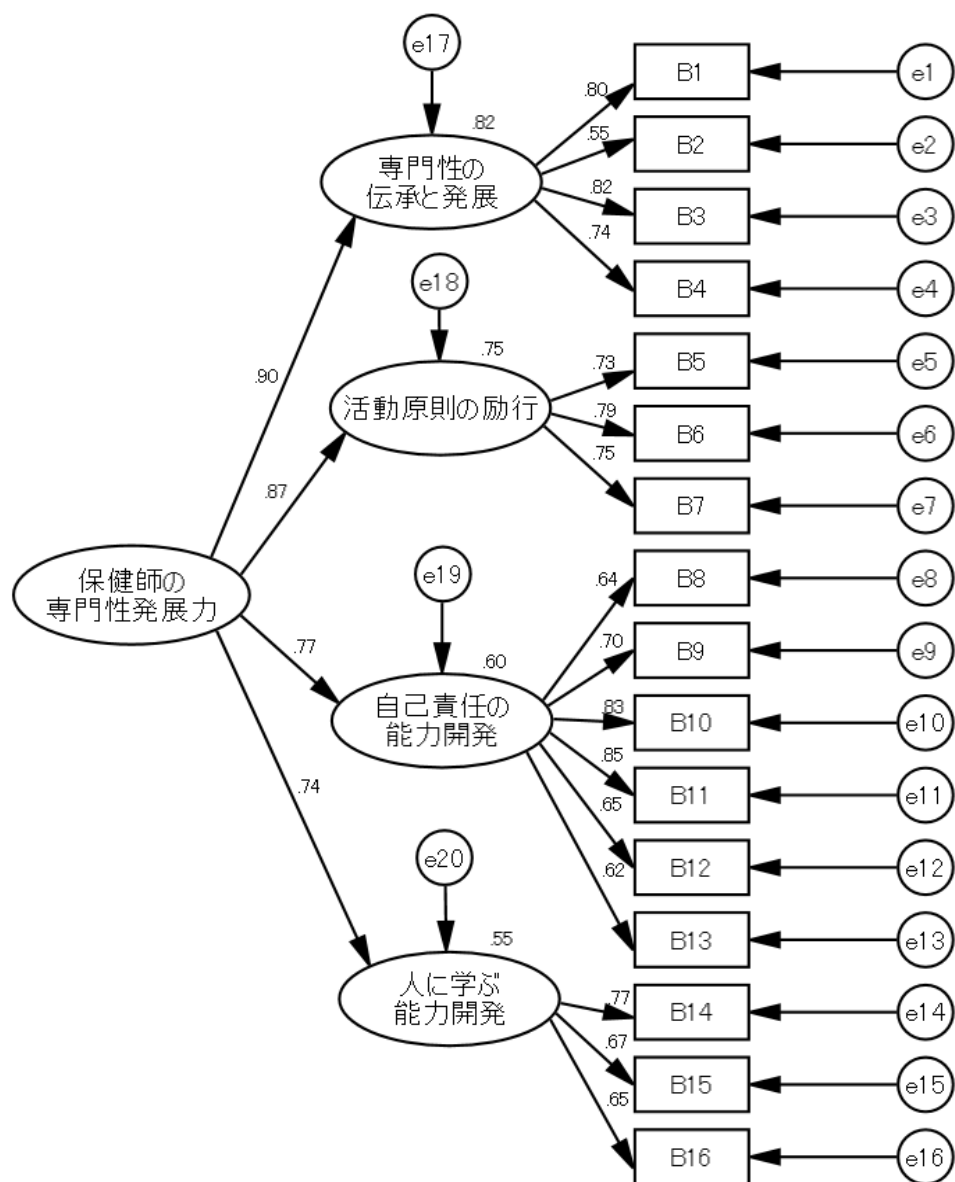 e17
.82
専門性の
伝承と発展
.80
.55
.82
.74
B1
e1
B2
e2
B3
e3
B4
e4
e18
.75
活動原則の励行
.73
.79
.75
B5
e5
B6
e6
B7
e7
.90
.87
保健師の
専門性発展力
.77
.74
e19
.60
自己責任の
能力開発
.64
.70
.83
.85
.65
.62
B8
e8
B9
e9
B10
e10
B11
e11
B12
e12
B13
e13
e20
.55
人に学ぶ
能力開発
.77
.67
.65
B14
e14
B15
e15
B16
e16